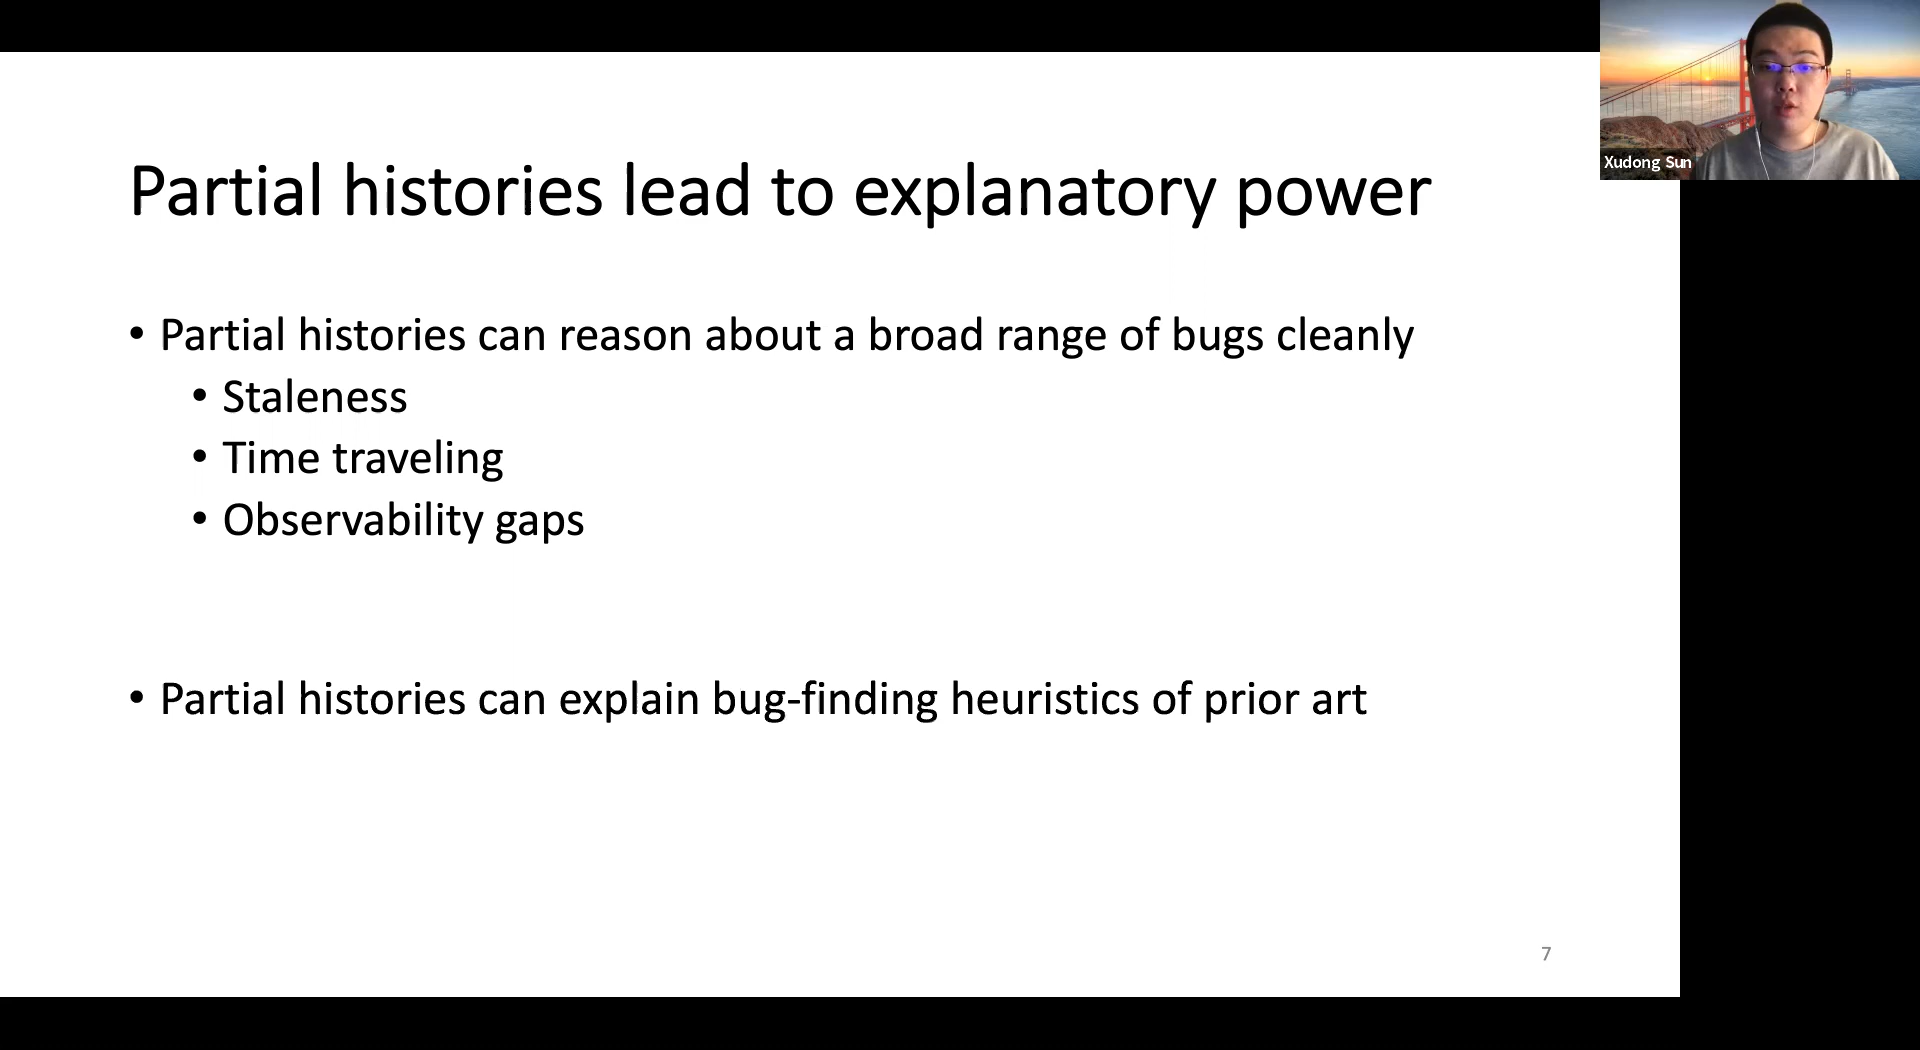 Xudong Sun
Partial histories lead to explanatory power
• Partial histories can reason about a broad range of bugs cleanly
• Staleness
• Time traveling
• Observability gaps
• Partial histories can explain bug-finding heuristics of prior art
7